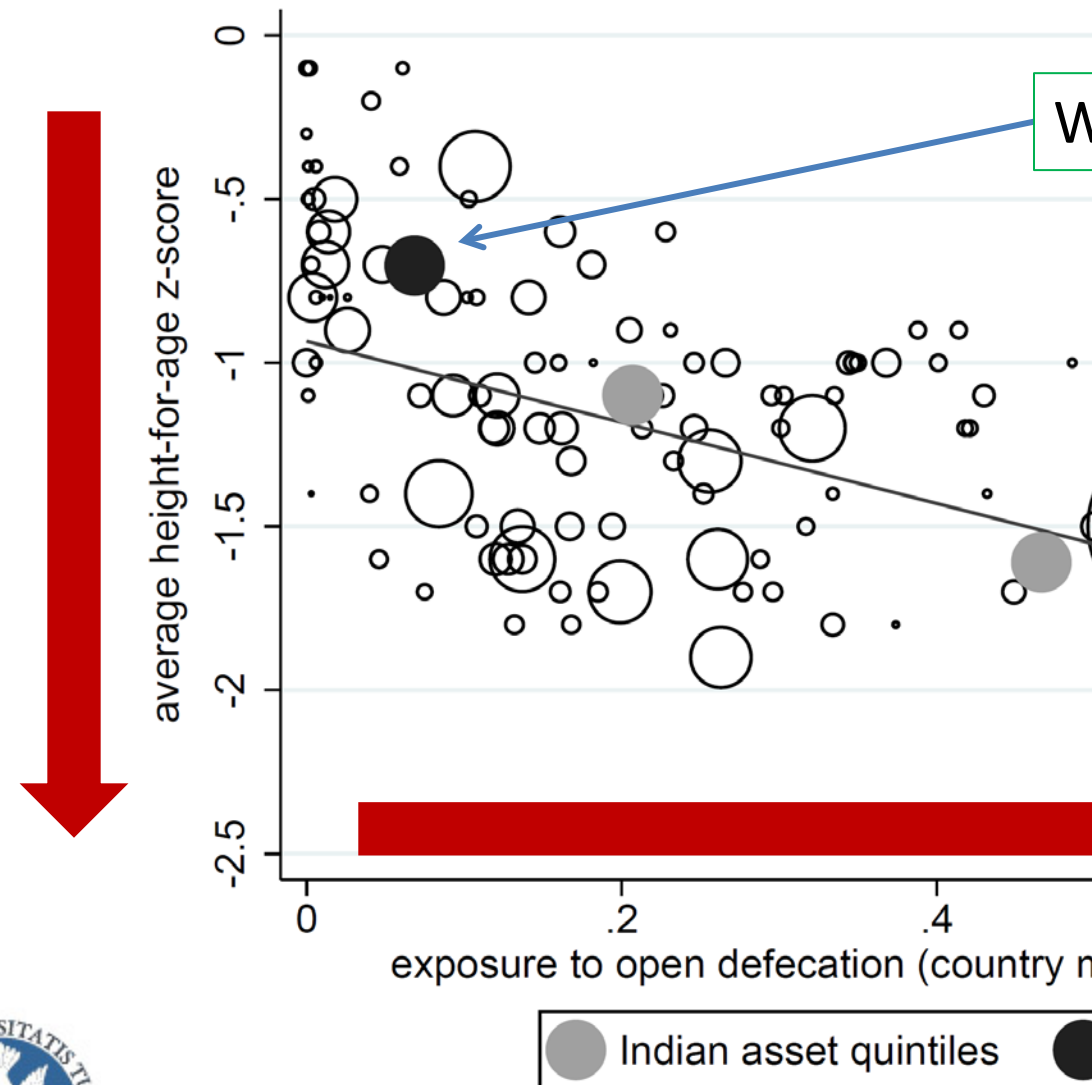 0
-.5
-1
-1.5
-2
-2.5
average height-for-age z-score
W
0 .2 .4
exposure to open defecation (country
Indian asset quintiles